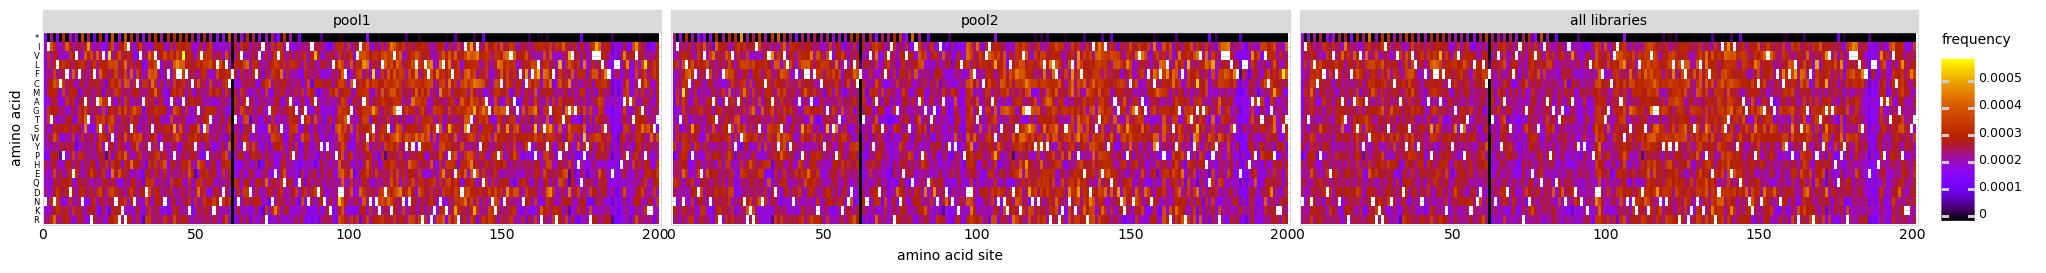 pool1
pool2
all libraries
frequency
0.0005
0.0004
0.0003
0.0002
0.0001
0
amino acid
*
I
V
L
F
C
M
A
G
T
S
W
Y
P
H
E
Q
D
N
K
R
0 50 100 150 200
0 50 100 150 200
0 50 100 150 200
amino acid site